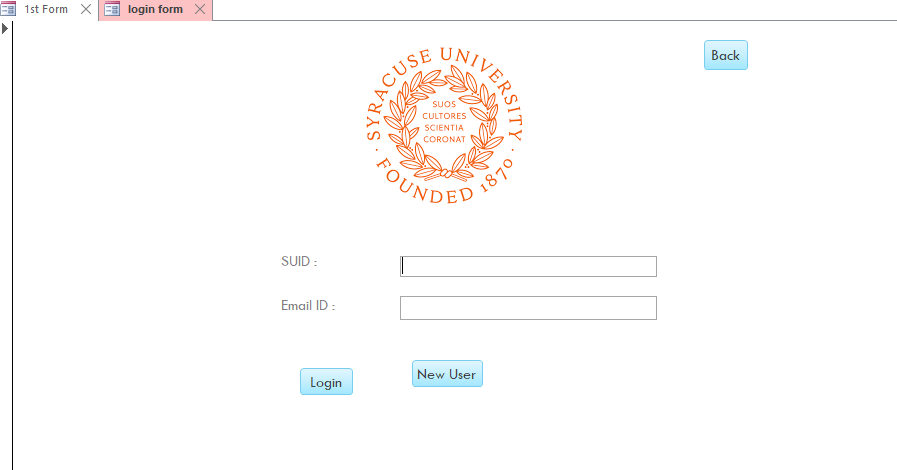 1st Form
login form
Back
SYRACUSE UNIVERSITY
SUOS
CULTORES
SCIENTIA
CORONAT
· FOUNDED 1870 ·
SUID :
Email ID :
Login
New User